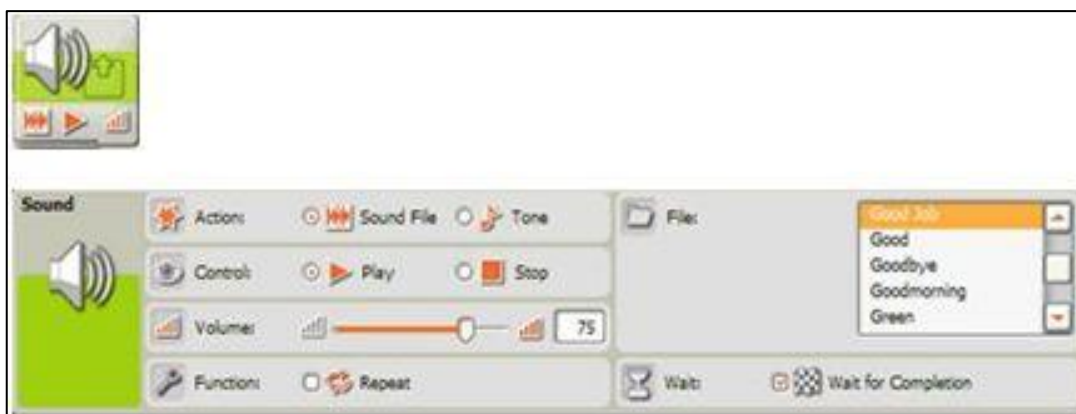 Sound
Action: Sound File Tone
Control: Play Stop
Volume: 75
Function: Repeat
File:
Good Job
Good
Goodbye
Goodmorning
Green
Wait: Wait for Completion